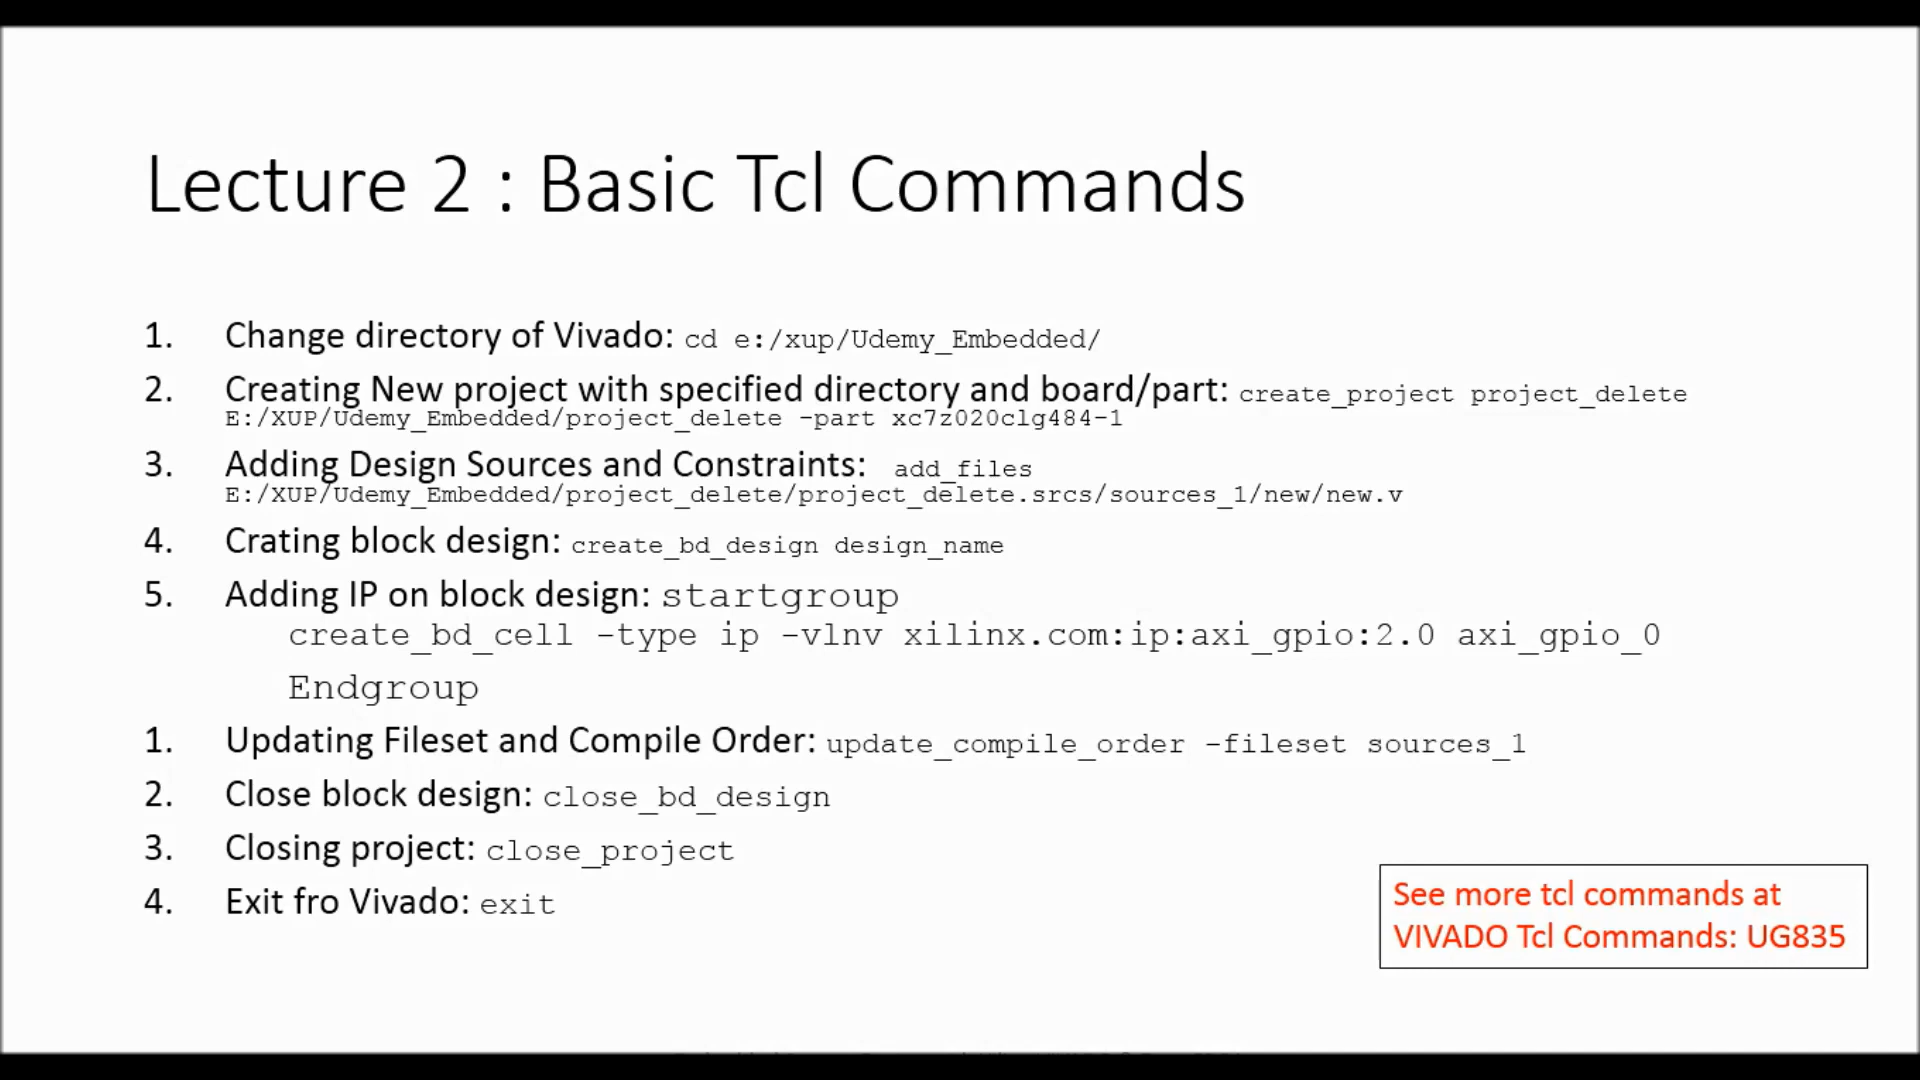 Lecture 2 : Basic Tcl Commands
1. Change directory of Vivado: cd e:/xup/Udemy_Embedded/
2. Creating New project with specified directory and board/part: create_project project_delete
E:/XUP/Udemy_Embedded/project_delete -part xc7z020clg484-1
3. Adding Design Sources and Constraints: add_files
E:/XUP/Udemy_Embedded/project_delete/project_delete.srcs/sources_1/new/new.v
4. Crating block design: create_bd_design design_name
5. Adding IP on block design: startgroup
create_bd_cell -type ip -vlnv xilinx.com:ip:axi_gpio:2.0 axi_gpio_0
Endgroup
1. Updating Fileset and Compile Order: update_compile_order -fileset sources_1
2. Close block design: close_bd_design
3. Closing project: close_project
4. Exit fro Vivado: exit
See more tcl commands at
VIVADO Tcl Commands: UG835